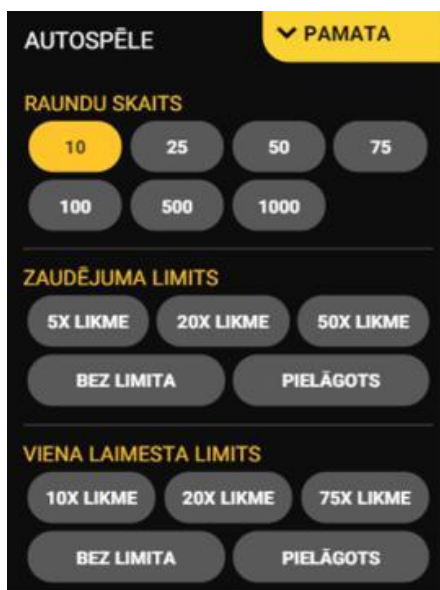 AUTOSPĒLE PAMATA
RAUNDU SKAITS
10 25 50 75
100 500 1000
ZAUDĒJUMA LIMITS
5X LIKME 20X LIKME 50X LIKME
BEZ LIMITA PIELĀGOTS
VIENA LAIMESTA LIMITS
10X LIKME 20X LIKME 75X LIKME
BEZ LIMITA PIELĀGOTS